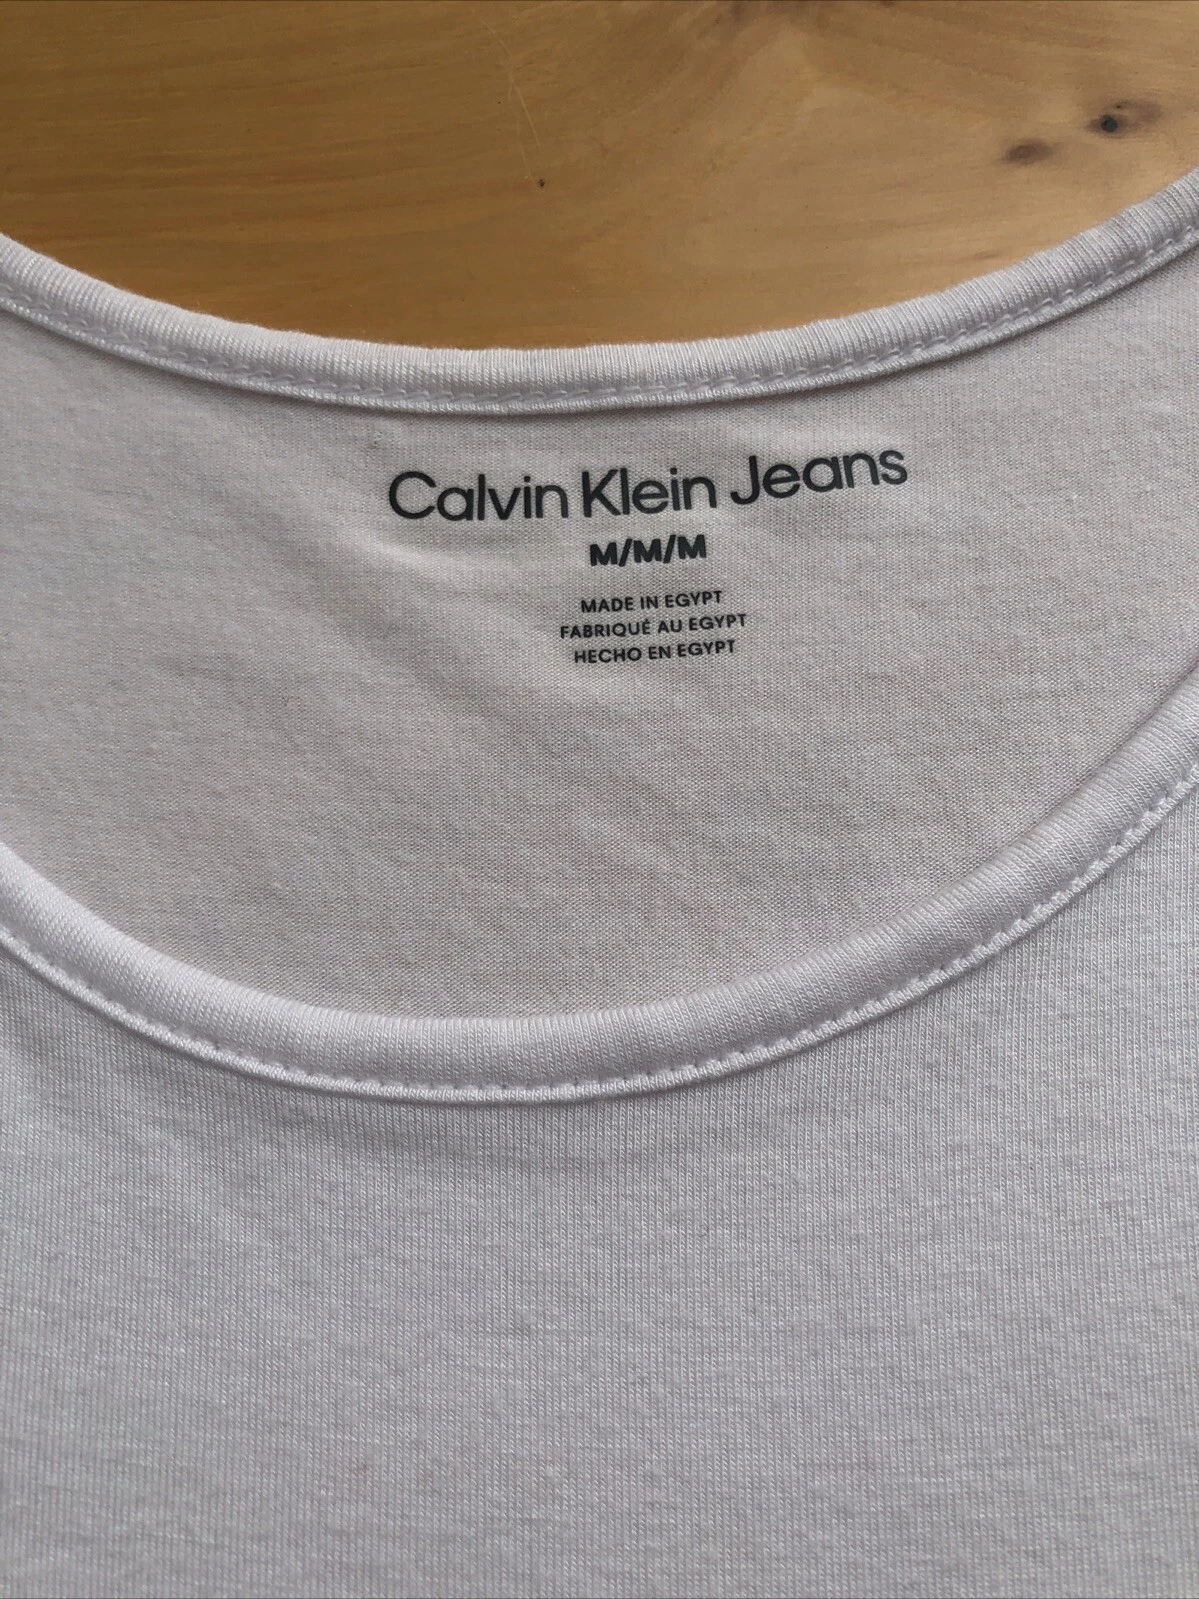 Calvin Klein Jeans
M/M/M
MADE IN EGYPT
FABRIQUÉ AU EGYPT
HECHO EN EGYPT